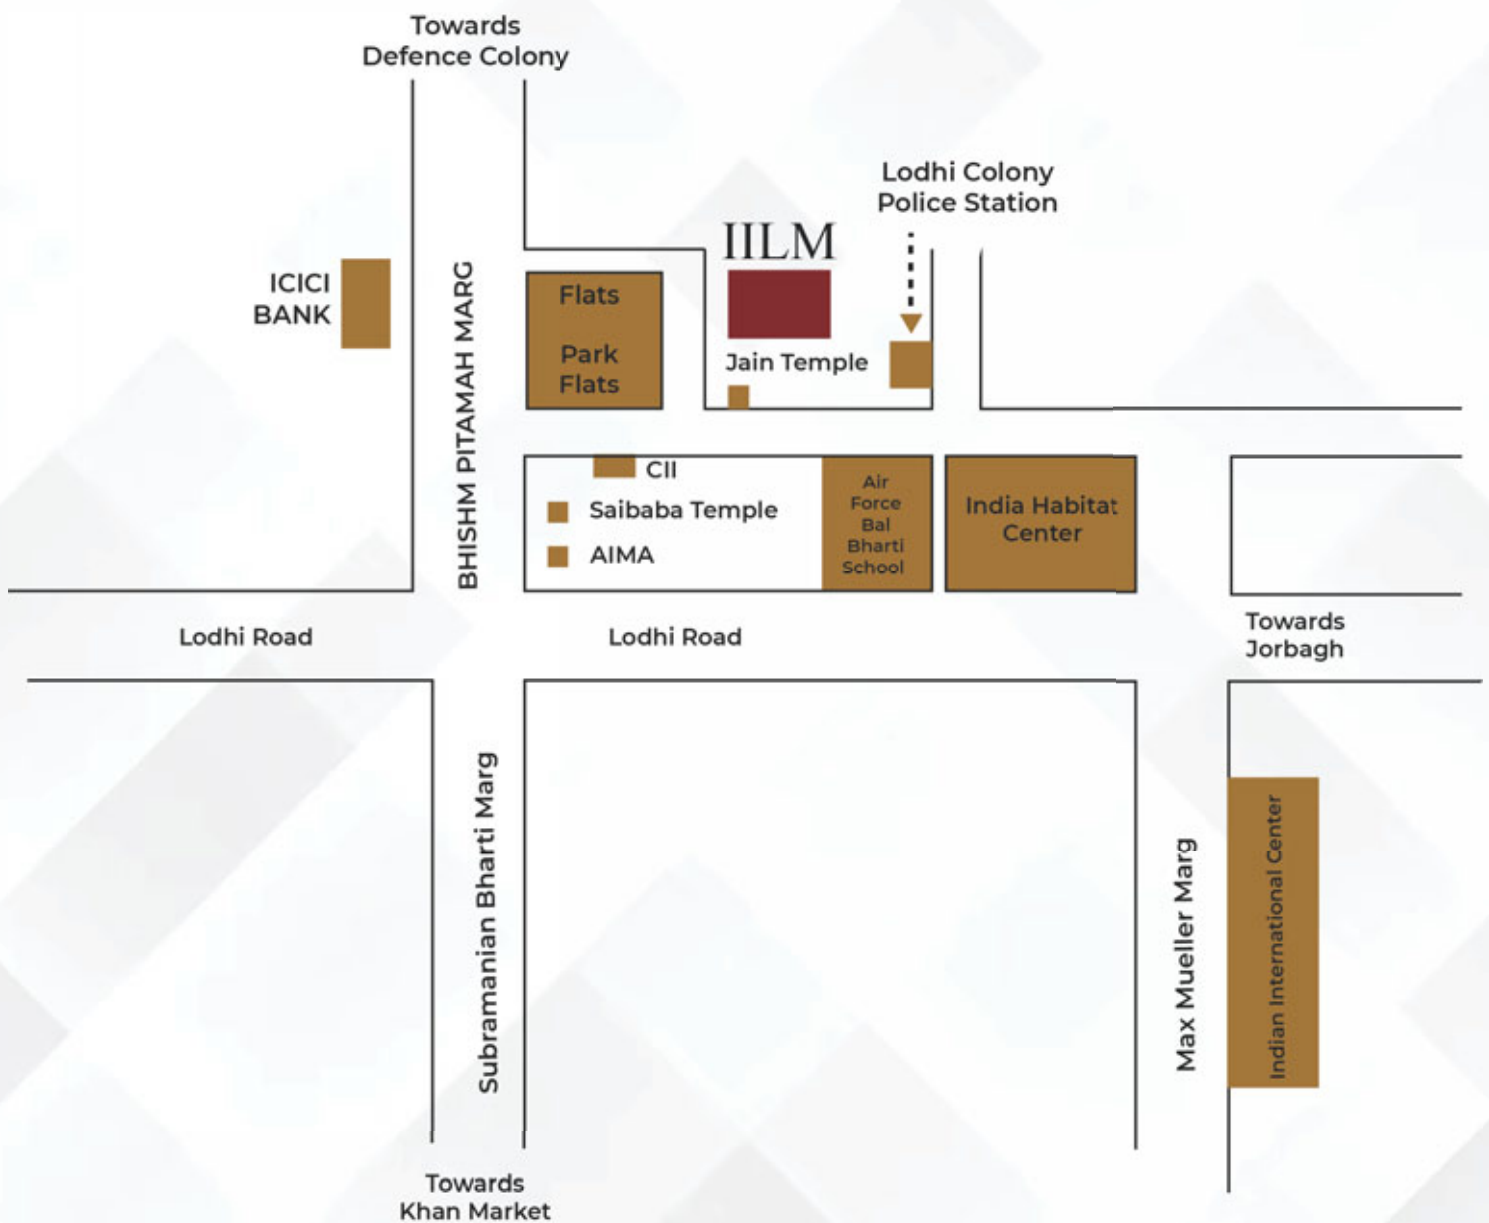 Towards
Defence Colony
Lodhi Colony
Police Station
IILM
ICICI
BANK
BHISHM PITAMAH MARG
Flats
Park
Flats
Jain Temple
CII
Saibaba Temple
AIMA
Air
Force
Bal
Bharti
School
India Habitat
Center
Lodhi Road
Lodhi Road
Towards
Jorbagh
Subramanian Bharti Marg
Max Mueller Marg
Indian International Center
Towards
Khan Market